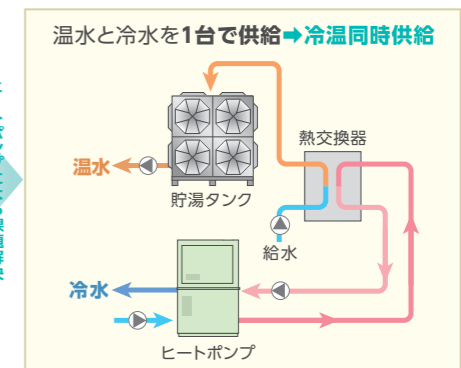 温水と冷水を1台で供給➡冷温同時供給
熱交換器
温水
貯湯タンク
給水
冷水
ヒートポンプ